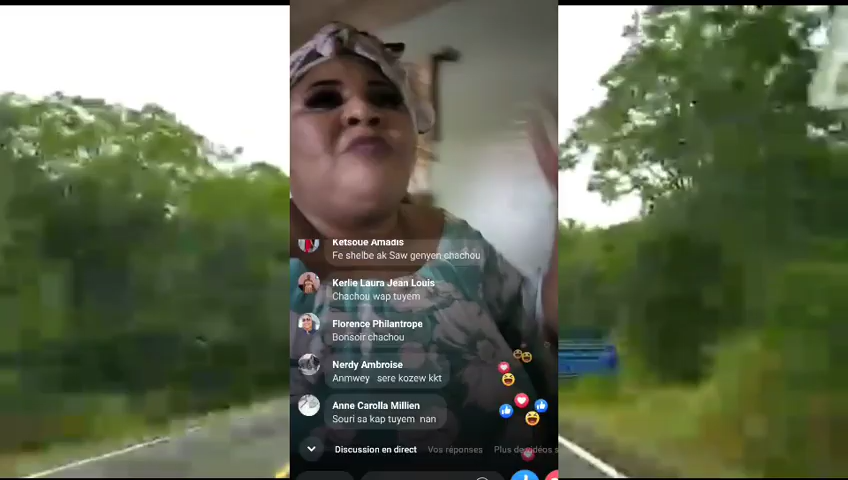 Ketsoue Amadis
Fe shelbe ak Saw genyen chachou
Kerlie Laura Jean Louis
Chachou wap tuyem
Florence Philantrope
Bonsoir chachou
Nerdy Ambroise
Anmwey sere kozew kkt
Anne Carolla Millien
Souri sa kap tuyem nan
Discussion en direct
Vos réponses
Plus de